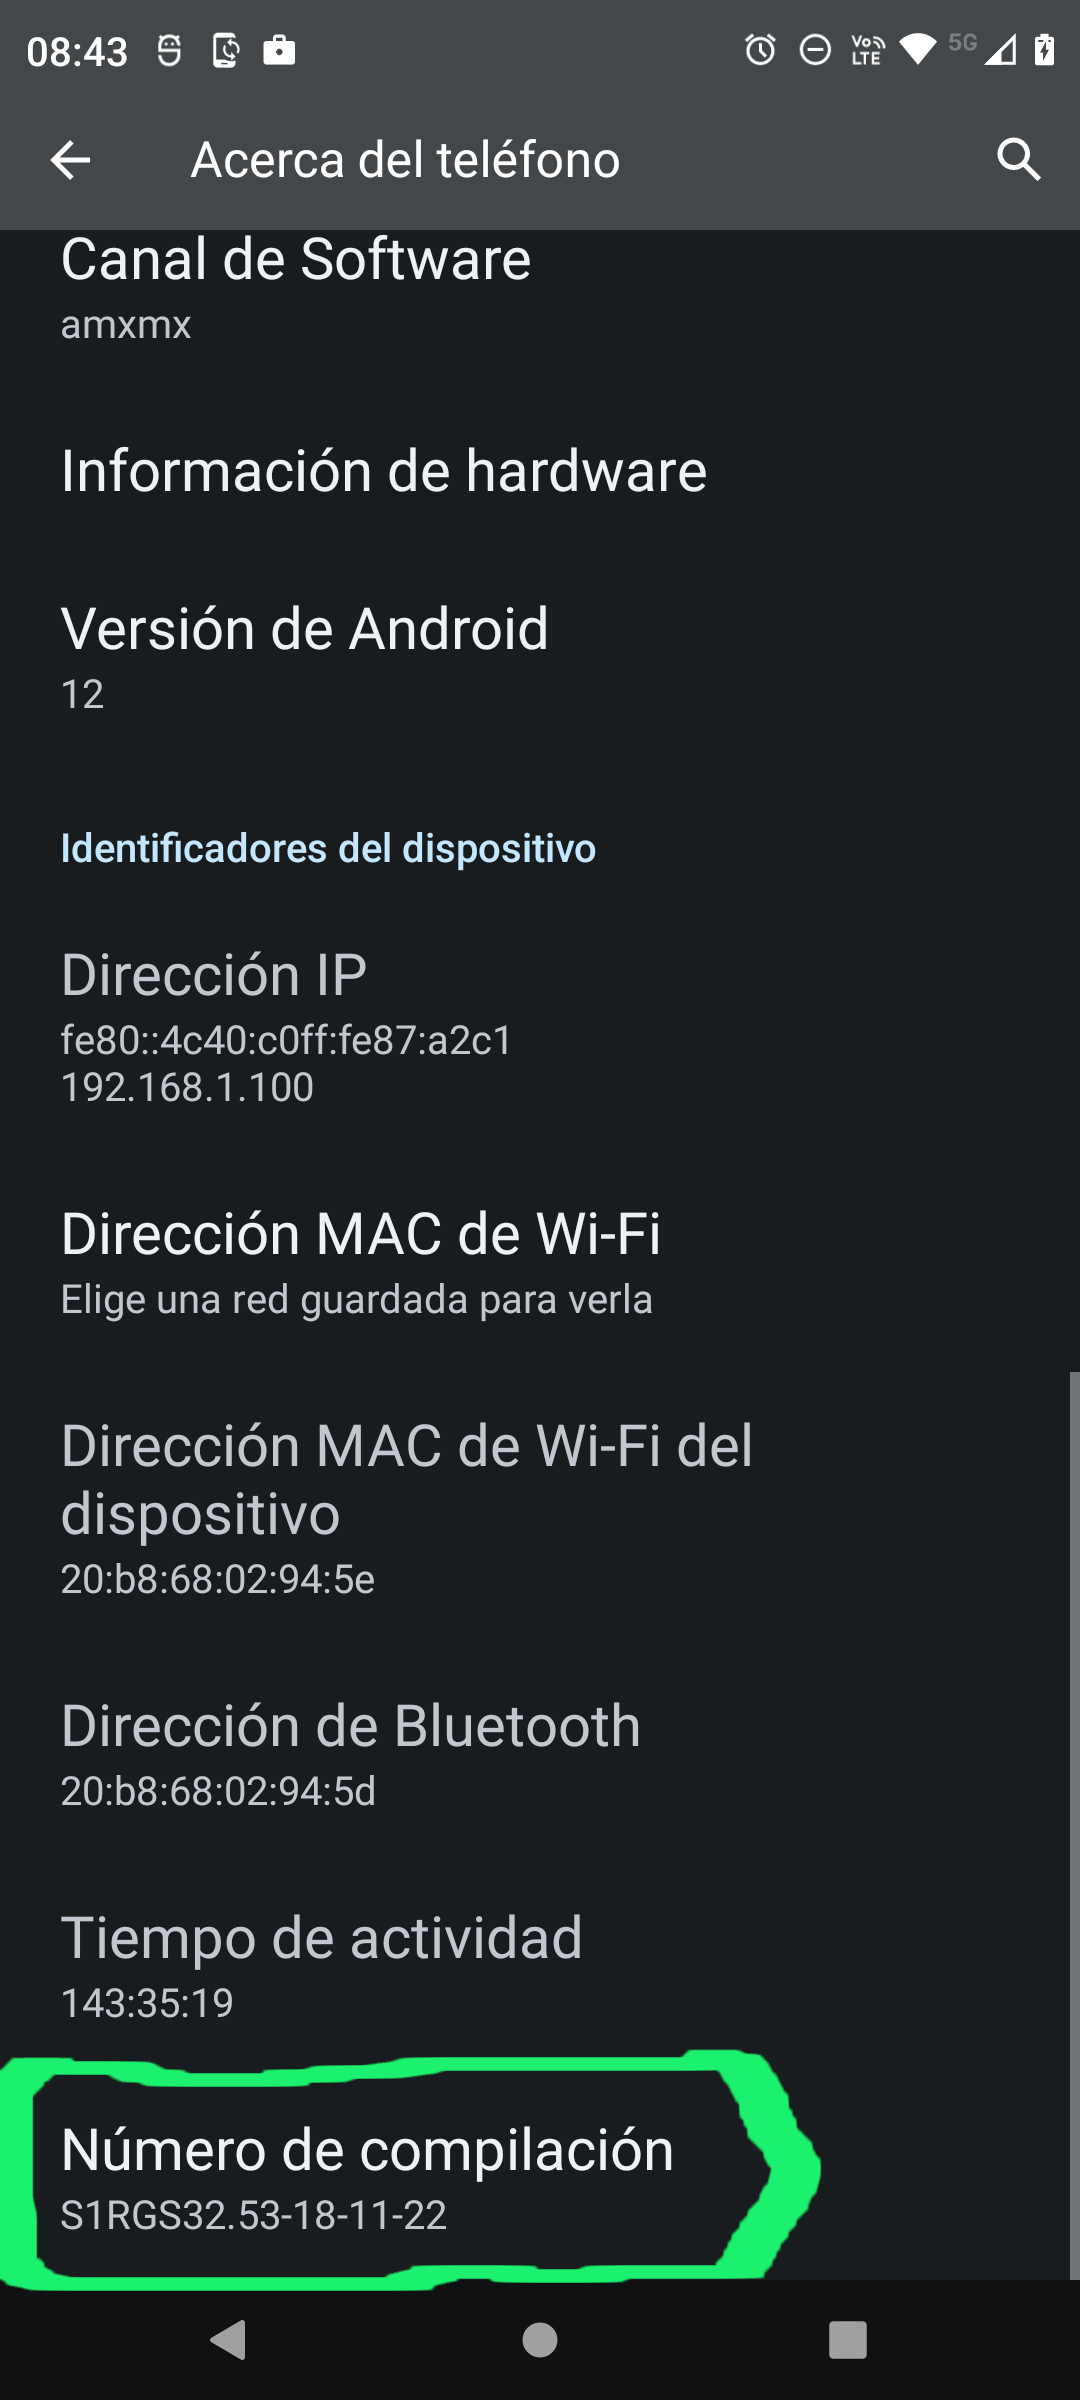 08:43
Vo LTE 5G
Acerca del teléfono
Canal de Software
amxmx
Información de hardware
Versión de Android
12
Identificadores del dispositivo
Dirección IP
fe80::4c40:c0ff:fe87:a2c1
192.168.1.100
Dirección MAC de Wi-Fi
Elige una red guardada para verla
Dirección MAC de Wi-Fi del
dispositivo
20:b8:68:02:94:5e
Dirección de Bluetooth
20:b8:68:02:94:5d
Tiempo de actividad
143:35:19
Número de compilación
S1RGS32.53-18-11-22